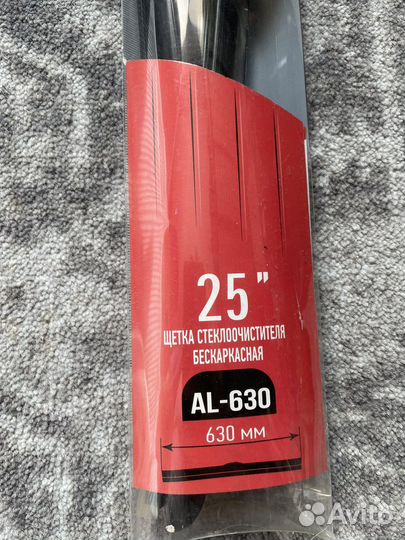 25”
ЩЕТКА СТЕКЛООЧИСТИТЕЛЯ
БЕСКАРКАСНАЯ
AL-630
630 мм
Avito